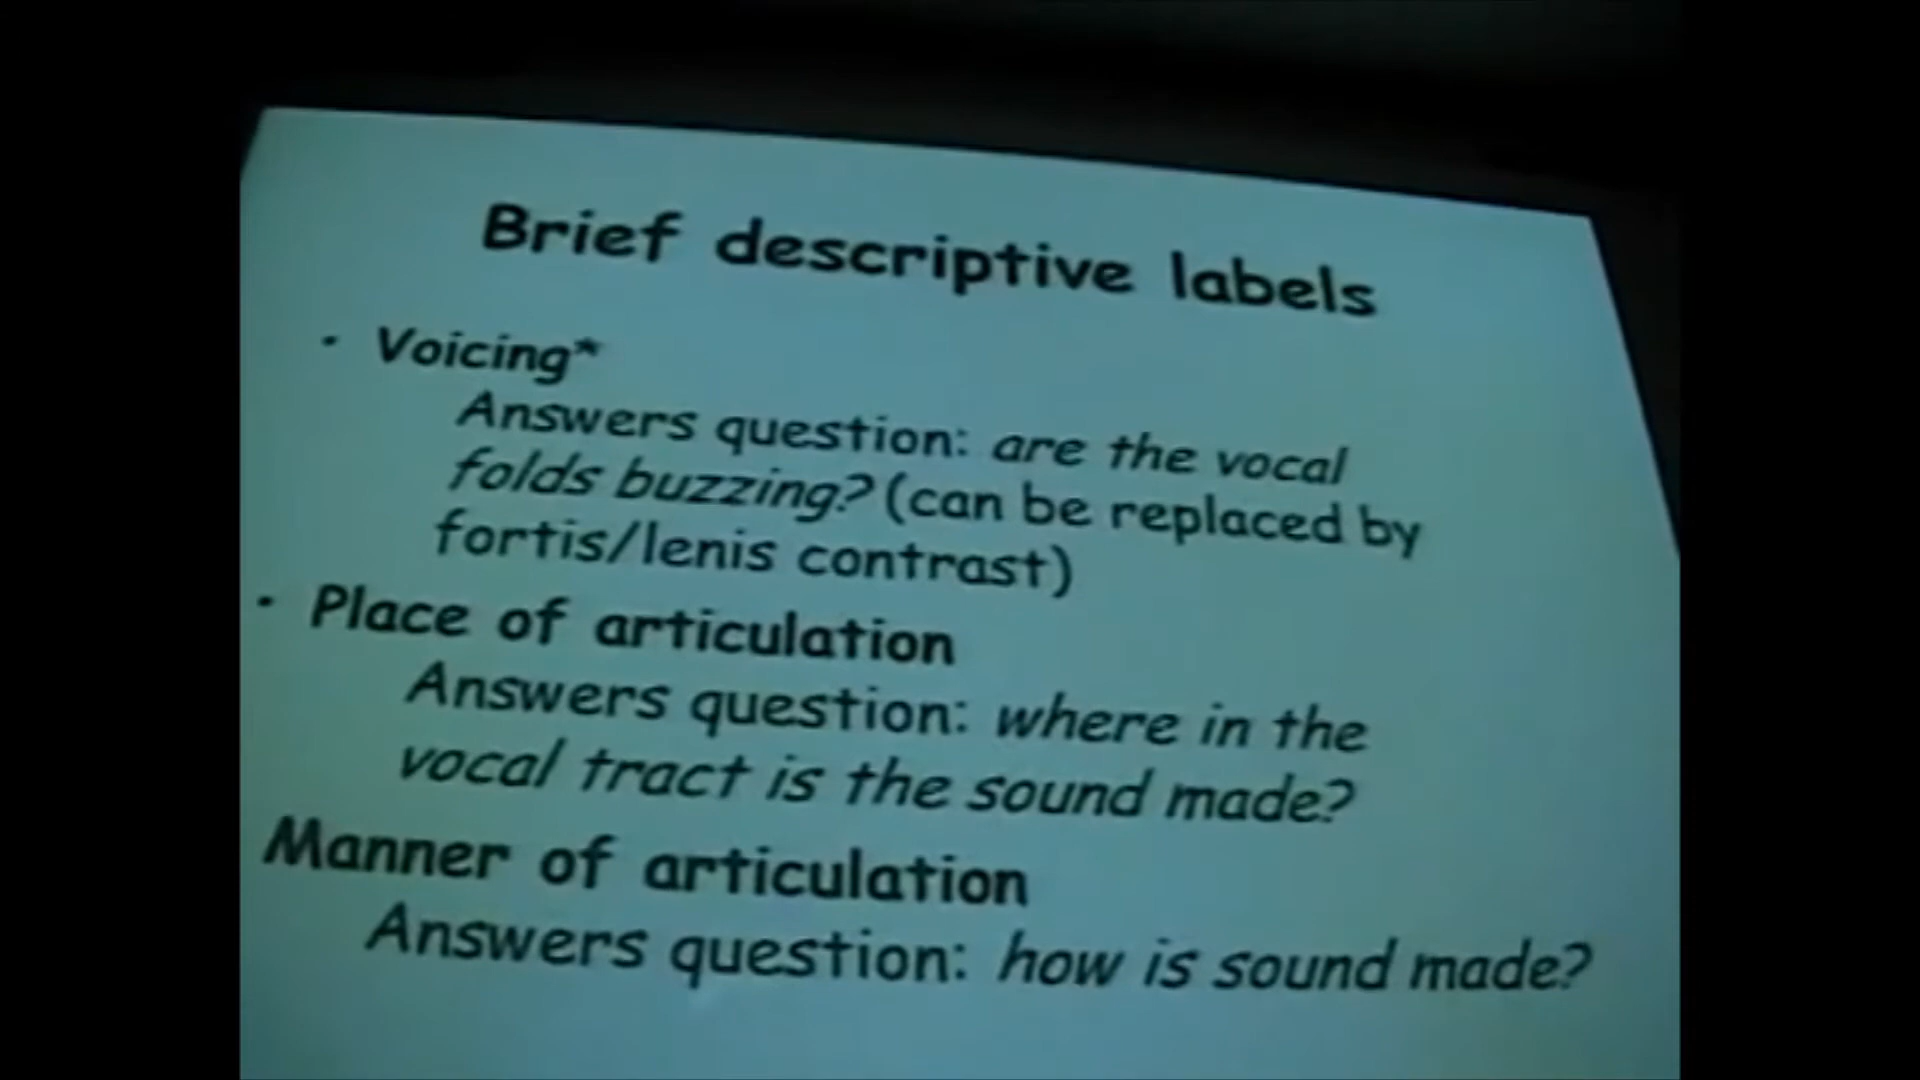 Brief descriptive labels
· Voicing*
Answers question: are the vocal
folds buzzing? (can be replaced by
fortis/lenis contrast)
· Place of articulation
Answers question: where in the
vocal tract is the sound made?
Manner of articulation
Answers question: how is sound made?